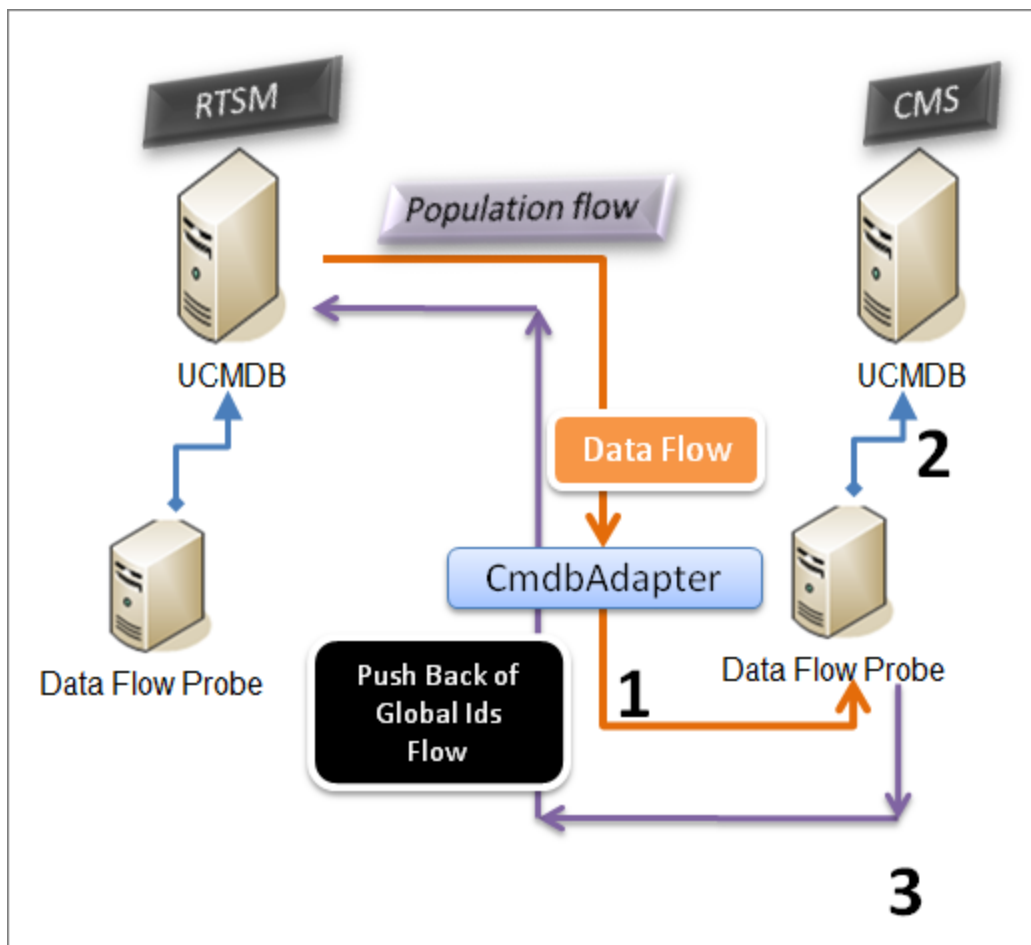 RTSM
CMS
Population flow
UCMDB
UCMDB
2
Data Flow
CmdbAdapter
Data Flow Probe
Data Flow Probe
1
Push Back of
Global Ids
Flow
3